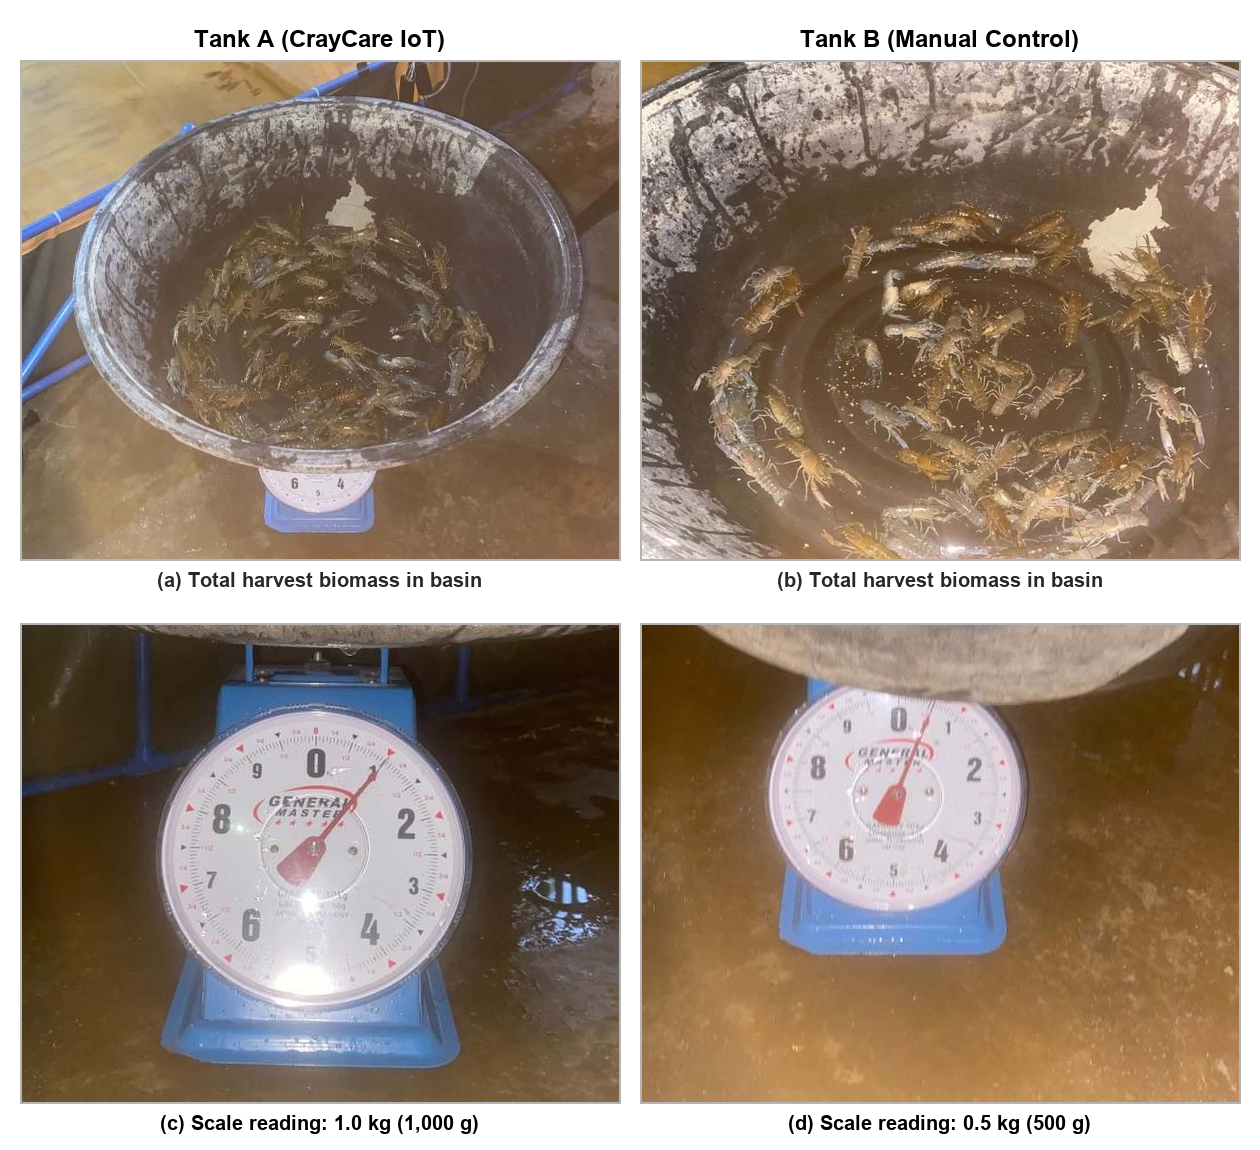 Tank A (CrayCare IoT)
Tank B (Manual Control)
6 5 4
(a) Total harvest biomass in basin
(b) Total harvest biomass in basin
0
9
1
GENERAL
MASTER
8
2
7
3
6
4
5
0
9
1
GENERAL
MASTER
8
2
7
3
6
4
5
(c) Scale reading: 1.0 kg (1,000 g)
(d) Scale reading: 0.5 kg (500 g)